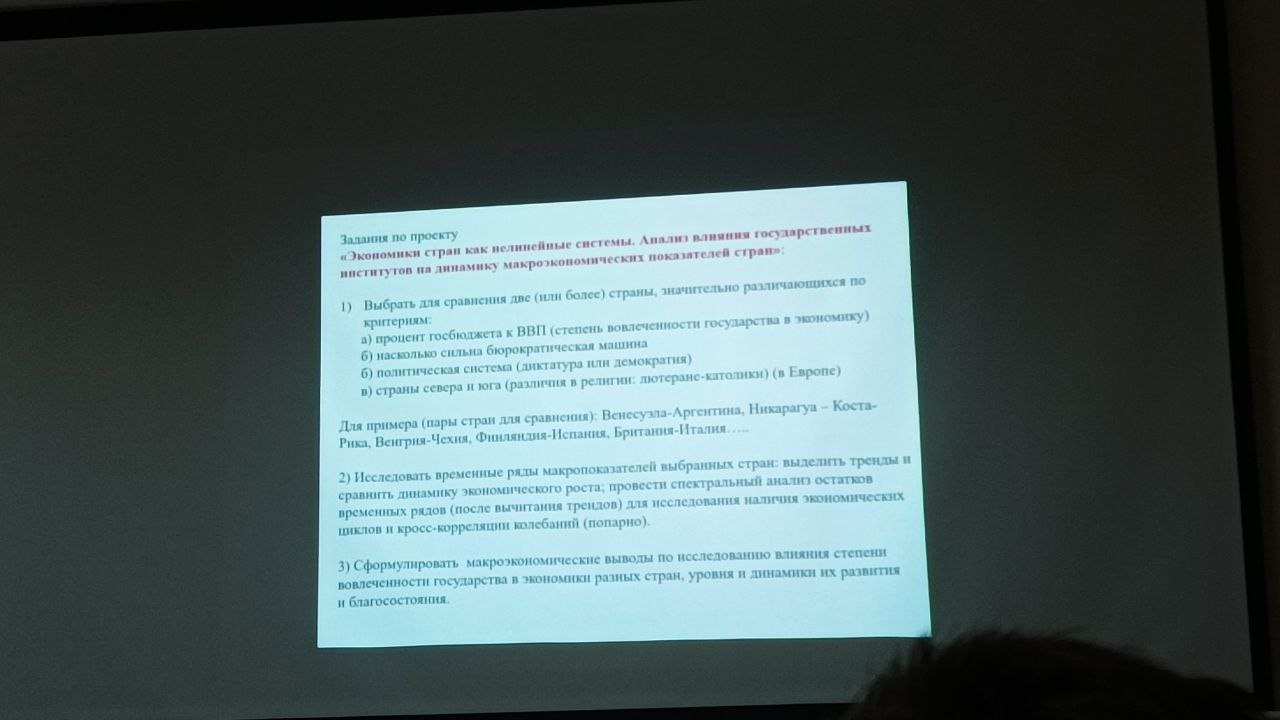 Задания по проекту
«Экономики стран как нелинейные системы. Анализ влияния государственных
институтов на динамику макроэкономических показателей стран»:
1) Выбрать для сравнения две (или более) страны, значительно различающихся по
критериям:
а) процент госбюджета к ВВП (степень вовлеченности государства в экономику)
б) насколько сильна бюрократическая машина
б) политическая система (диктатура или демократия)
в) страны севера и юга (различия в религии: лютеране-католики) (в Европе)
Для примера (пары стран для сравнения): Венесуэла-Аргентина, Никарагуа – Коста-
Рика, Венгрия-Чехия, Финляндия-Испания, Британия-Италия…..
2) Исследовать временные ряды макропоказателей выбранных стран: выделить тренды и
сравнить динамику экономического роста; провести спектральный анализ остатков
временных рядов (после вычитания трендов) для исследования наличия экономических
циклов и кросс-корреляции колебаний (попарно).
3) Сформулировать макроэкономические выводы по исследованию влияния степени
вовлеченности государства в экономики разных стран, уровня и динамики их развития
и благосостояния.